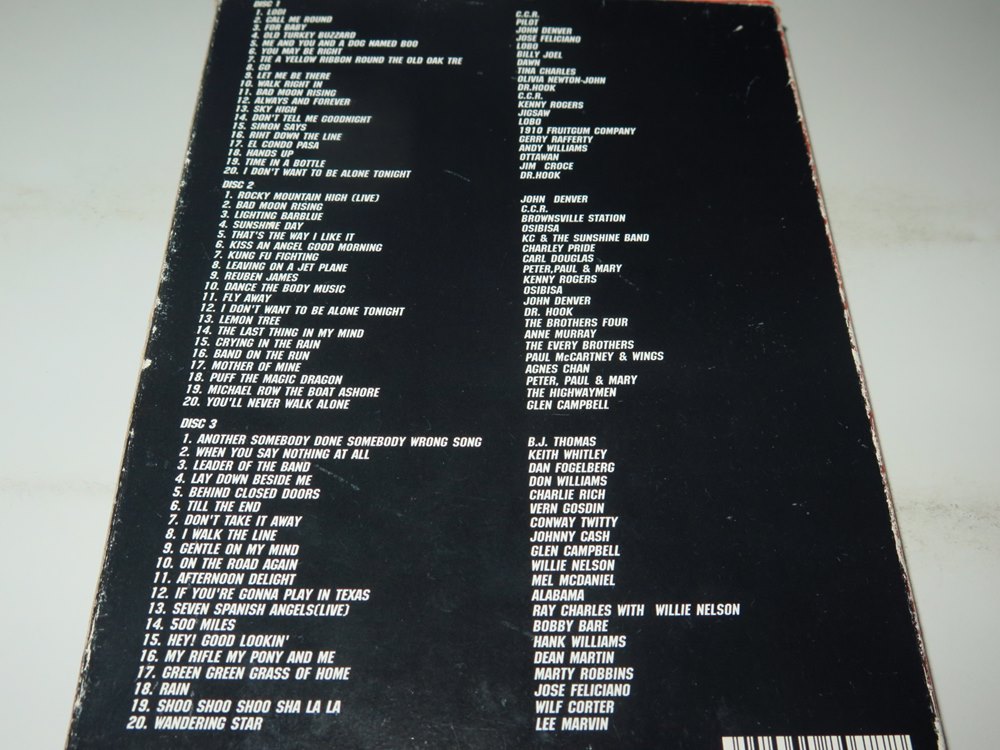 DISC 1
1. LODI C.C.R.
2. CALL ME ROUND PILOT
3. FOR BABY JOHN DENVER
4. OLD TURKEY BUZZARD JOSE FELICIANO
5. ME AND YOU AND A DOG NAMED BOO LOBO
6. YOU MAY BE RIGHT BILLY JOEL
7. TIE A YELLOW RIBBON ROUND THE OLD OAK TRE DAWN
8. GO TINA CHARLES
9. LET ME BE THERE OLIVIA NEWTON-JOHN
10. WALK RIGHT IN DR.HOOK
11. BAD MOON RISING C.C.R.
12. ALWAYS AND FOREVER KENNY ROGERS
13. SKY HIGH JIGSAW
14. DON'T TELL ME GOODNIGHT LOBO
15. SIMON SAYS 1910 FRUITGUM COMPANY
16. RINT DOWN THE LINE GERRY RAFFERTY
17. EL CONDO PASA ANDY WILLIAMS
18. HANDS UP OTTAWAN
19. TIME IN A BOTTLE JIM CROCE
20. I DON'T WANT TO BE ALONE TONIGHT DR.HOOK
DISC 2
1. ROCKY MOUNTAIN HIGH (LIVE) JOHN DENVER
2. BAD MOON RISING C.C.R.
3. LIGHTING BARBLUE BROWNSVILLE STATION
4. SUNSHME DAY OSIBISA
5. THAT'S THE WAY I LIKE IT KC & THE SUNSHINE BAND
6. KISS AN ANGEL GOOD MORNING CHARLEY PRIDE
7. KUNG FU FIGHTING CARL DOUGLAS
8. LEAVING ON A JET PLANE PETER,PAUL & MARY
9. REUBEN JAMES KENNY ROGERS
10. DANCE THE BODY MUSIC OSIBISA
11. FLY AWAY JOHN DENVER
12. I DON'T WANT TO BE ALONE TONIGHT DR. HOOK
13. LEMON TREE THE BROTHERS FOUR
14. THE LAST THING IN MY MIND ANNE MURRAY
15. CRYING IN THE RAIN THE EVERY BROTHERS
16. BAND ON THE RUN PAUL McCARTNEY & WINGS
17. MOTHER OF MINE AGNES CHAN
18. PUFF THE MAGIC DRAGON PETER, PAUL & MARY
19. MICHAEL ROW THE BOAT ASHORE THE HIGHWAYMEN
20. YOU'LL NEVER WALK ALONE GLEN CAMPBELL
DISC 3
1. ANOTHER SOMEBODY DONE SOMEBODY WRONG SONG B.J. THOMAS
2. WHEN YOU SAY NOTHING AT ALL KEITH WHITLEY
3. LEADER OF THE BAND DAN FOGELBERG
4. LAY DOWN BESIDE ME DON WILLIAMS
5. BEHIND CLOSED DOORS CHARLIE RICH
6. TILL THE END VERN GOSDIN
7. DON'T TAKE IT AWAY CONWAY TWITTY
8. I WALK THE LINE JOHNNY CASH
9. GENTLE ON MY MIND GLEN CAMPBELL
10. ON THE ROAD AGAIN WILLIE NELSON
11. AFTERNOON DELIGHT MEL MCDANIEL
12. IF YOU'RE GONNA PLAY IN TEXAS ALABAMA
13. SEVEN SPANISH ANGELS(LIVE) RAY CHARLES WITH WILLIE NELSON
14. 500 MILES BOBBY BARE
15. HEY! GOOD LOOKIN' HANK WILLIAMS
16. MY RIFLE MY PONY AND ME DEAN MARTIN
17. GREEN GREEN GRASS OF HOME MARTY ROBBINS
18. RAIN JOSE FELICIANO
19. SHOO SHOO SHOO SHA LA LA WILF CORTER
20. WANDERING STAR LEE MARVIN